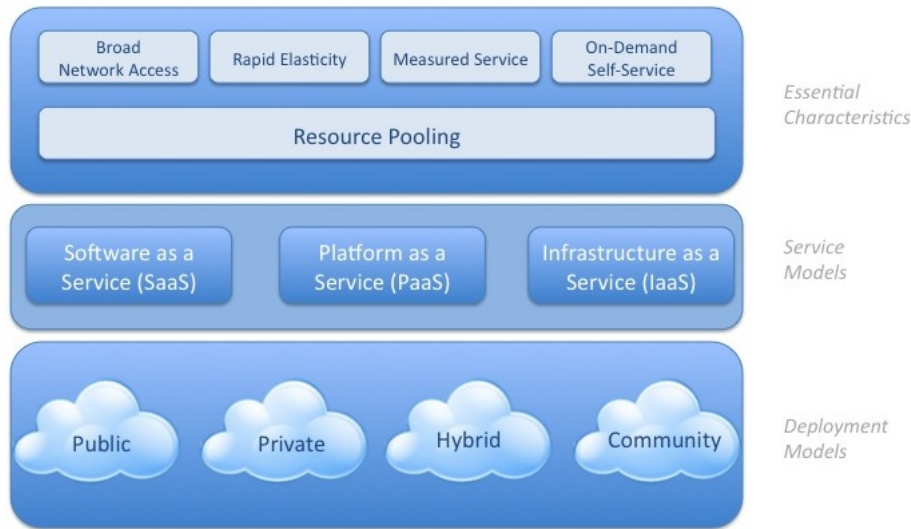 Broad
Network Access
Rapid Elasticity
Measured Service
On-Demand
Self-Service
Resource Pooling
Essential
Characteristics
Software as a
Service (SaaS)
Platform as a
Service (PaaS)
Infrastructure as a
Service (IaaS)
Service
Models
Public
Private
Hybrid
Community
Deployment
Models